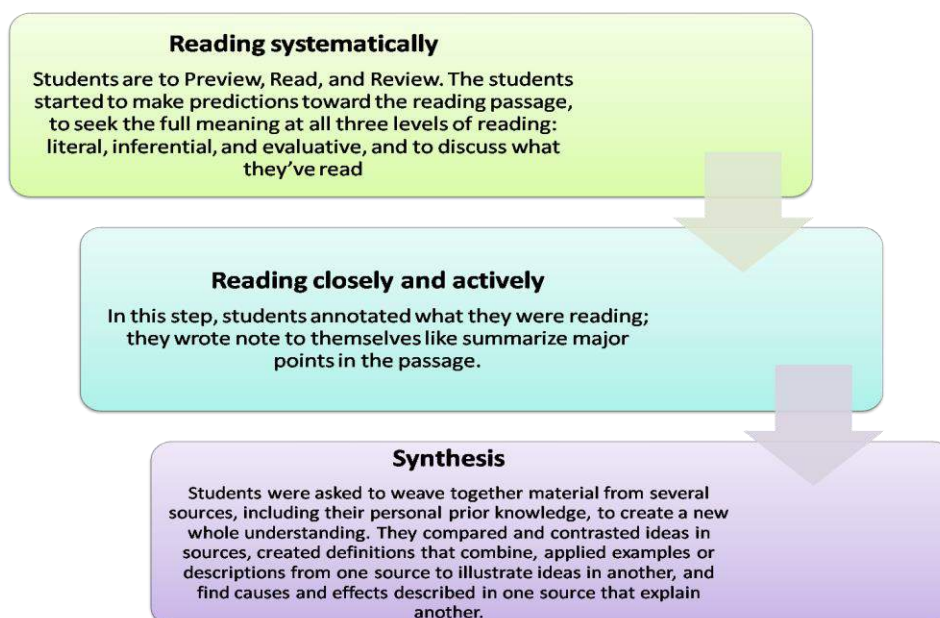 Reading systematically
Students are to Preview, Read, and Review. The students
started to make predictions toward the reading passage,
to seek the full meaning at all three levels of reading:
literal, inferential, and evaluative, and to discuss what
they’ve read
Reading closely and actively
In this step, students annotated what they were reading;
they wrote note to themselves like summarize major
points in the passage.
Synthesis
Students were asked to weave together material from several
sources, including their personal prior knowledge, to create a new
whole understanding. They compared and contrasted ideas in
sources, created definitions that combine, applied examples or
descriptions from one source to illustrate ideas in another, and
find causes and effects described in one source that explain
another.